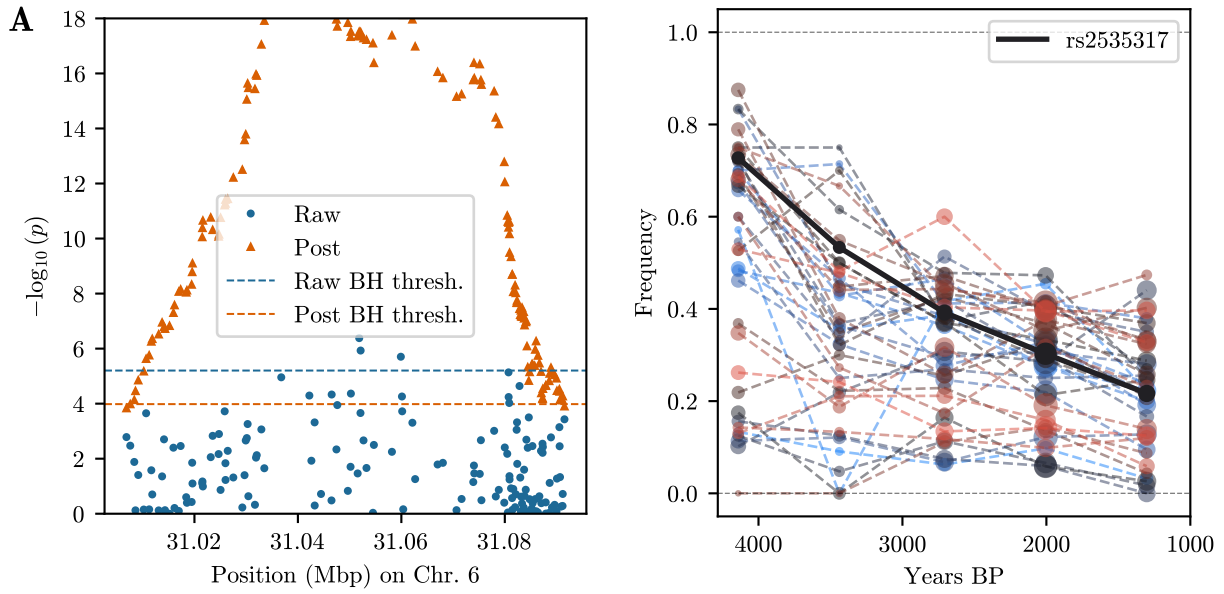 A
18
16
14
12
10
8
6
4
2
0
−log₁₀ (p)
Raw
Post
Raw BH thresh.
Post BH thresh.
31.02 31.04 31.06 31.08
Position (Mbp) on Chr. 6
1.0
0.8
0.6
0.4
0.2
0.0
Frequency
rs2535317
4000 3000 2000 1000
Years BP